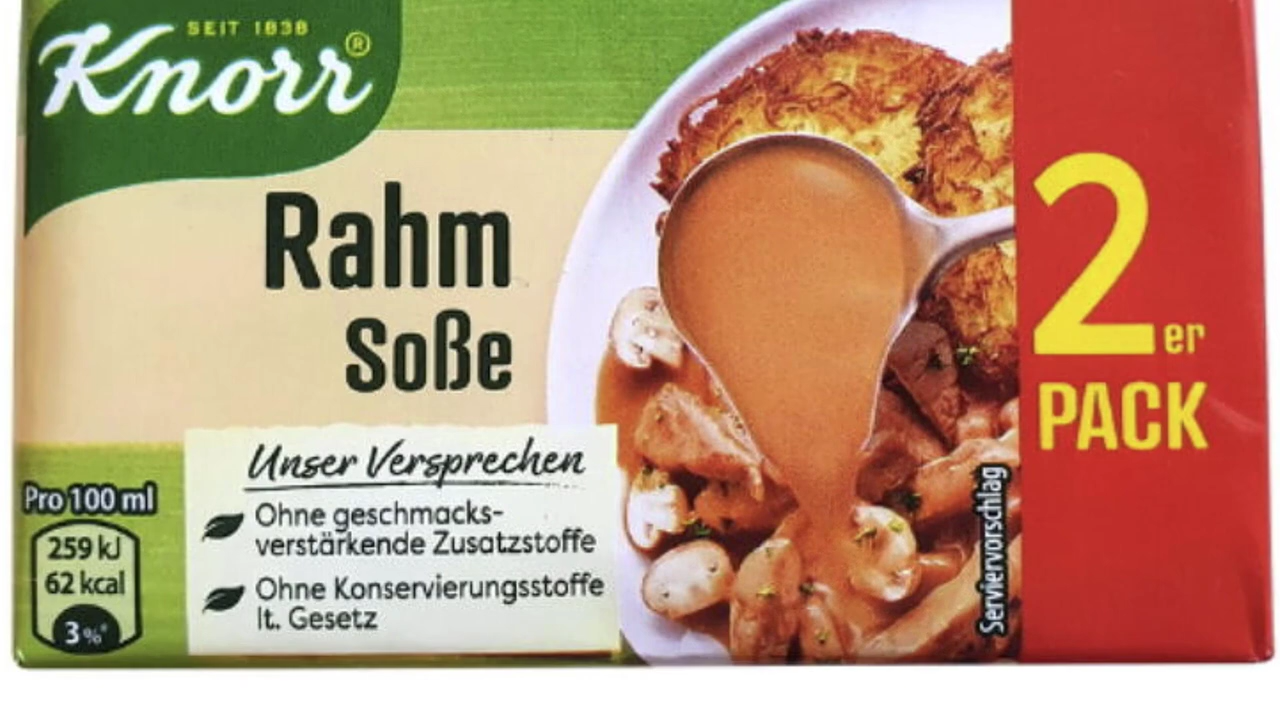 SEIT 1838
Knorr®
Rahm
Soße
2er
PACK
Unser Versprechen
Ohne geschmacks-
verstärkende Zusatzstoffe
Ohne Konservierungsstoffe
lt. Gesetz
Pro 100 ml
259 kJ
62 kcal
3%*
Serviervorschlag